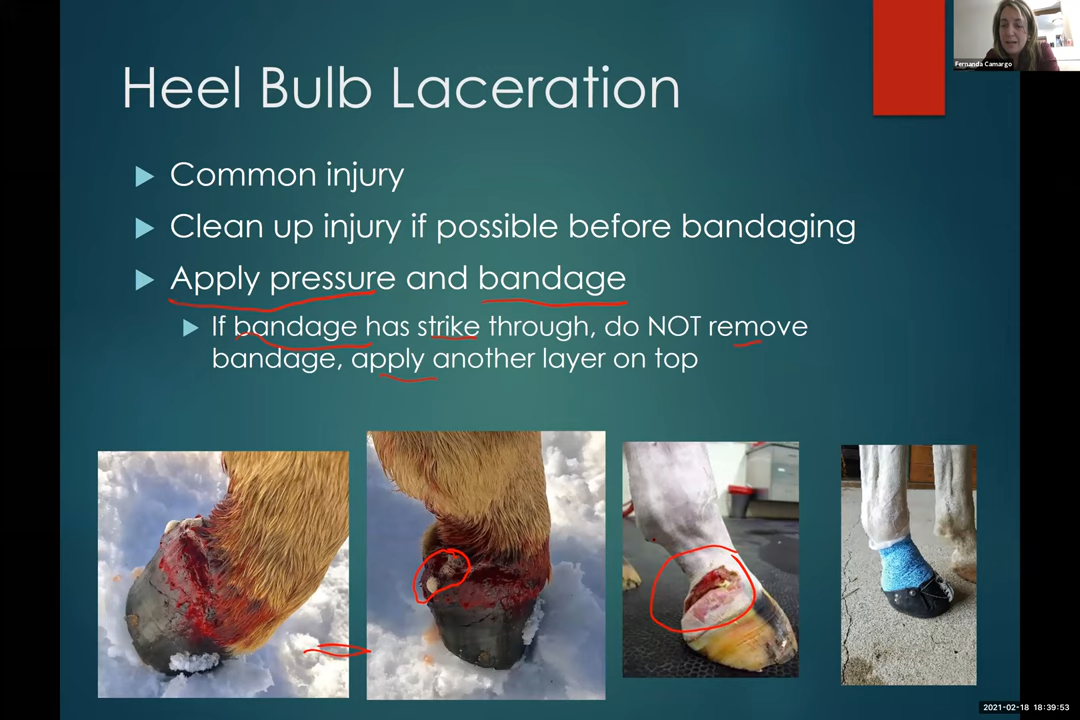 Fernanda Camargo
Heel Bulb Laceration
Common injury
Clean up injury if possible before bandaging
Apply pressure and bandage
If bandage has strike through, do NOT remove
bandage, apply another layer on top
2021-02-18 18:39:53